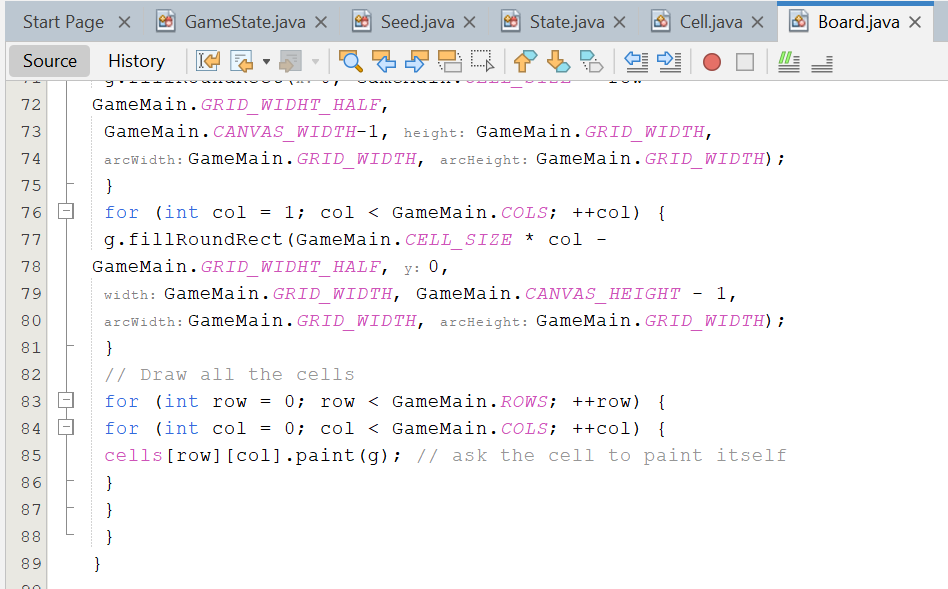 Start Page GameState.java Seed.java State.java Cell.java Board.java
Source History
72 GameMain.GRID_WIDHT_HALF,
73 GameMain.CANVAS_WIDTH-1, height: GameMain.GRID_WIDTH,
74 arcWidth: GameMain.GRID_WIDTH, arcHeight: GameMain.GRID_WIDTH);
75 }
76 for (int col = 1; col < GameMain.COLS; ++col) {
77 g.fillRoundRect(GameMain.CELL_SIZE * col -
78 GameMain.GRID_WIDHT_HALF, y: 0,
79 width: GameMain.GRID_WIDTH, GameMain.CANVAS_HEIGHT - 1,
80 arcWidth: GameMain.GRID_WIDTH, arcHeight: GameMain.GRID_WIDTH);
81 }
82 // Draw all the cells
83 for (int row = 0; row < GameMain.ROWS; ++row) {
84 for (int col = 0; col < GameMain.COLS; ++col) {
85 cells[row][col].paint(g); // ask the cell to paint itself
86 }
87 }
88 }
89 }